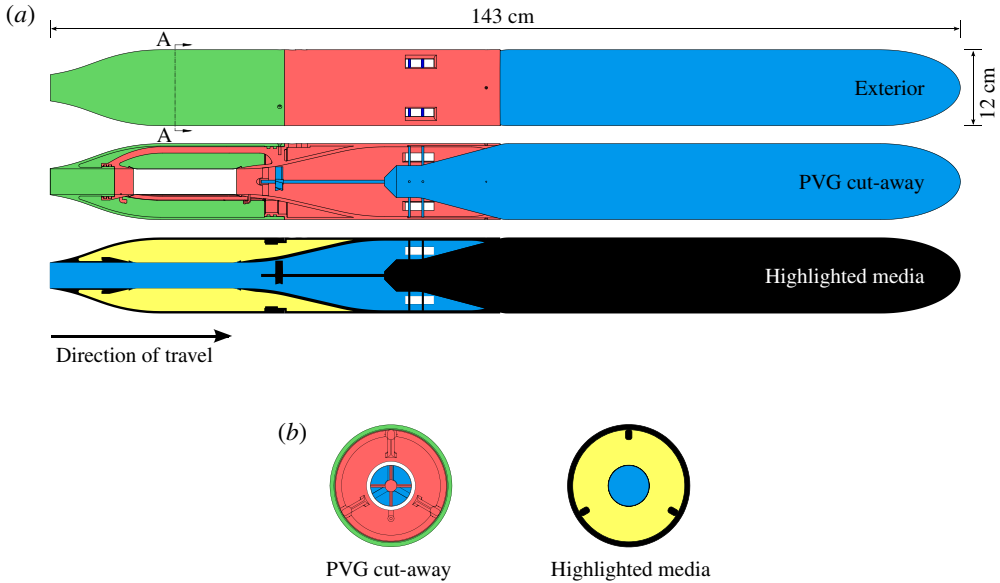 (a)
143 cm
A
Exterior
12 cm
A
PVG cut-away
Highlighted media
Direction of travel
(b)
PVG cut-away
Highlighted media